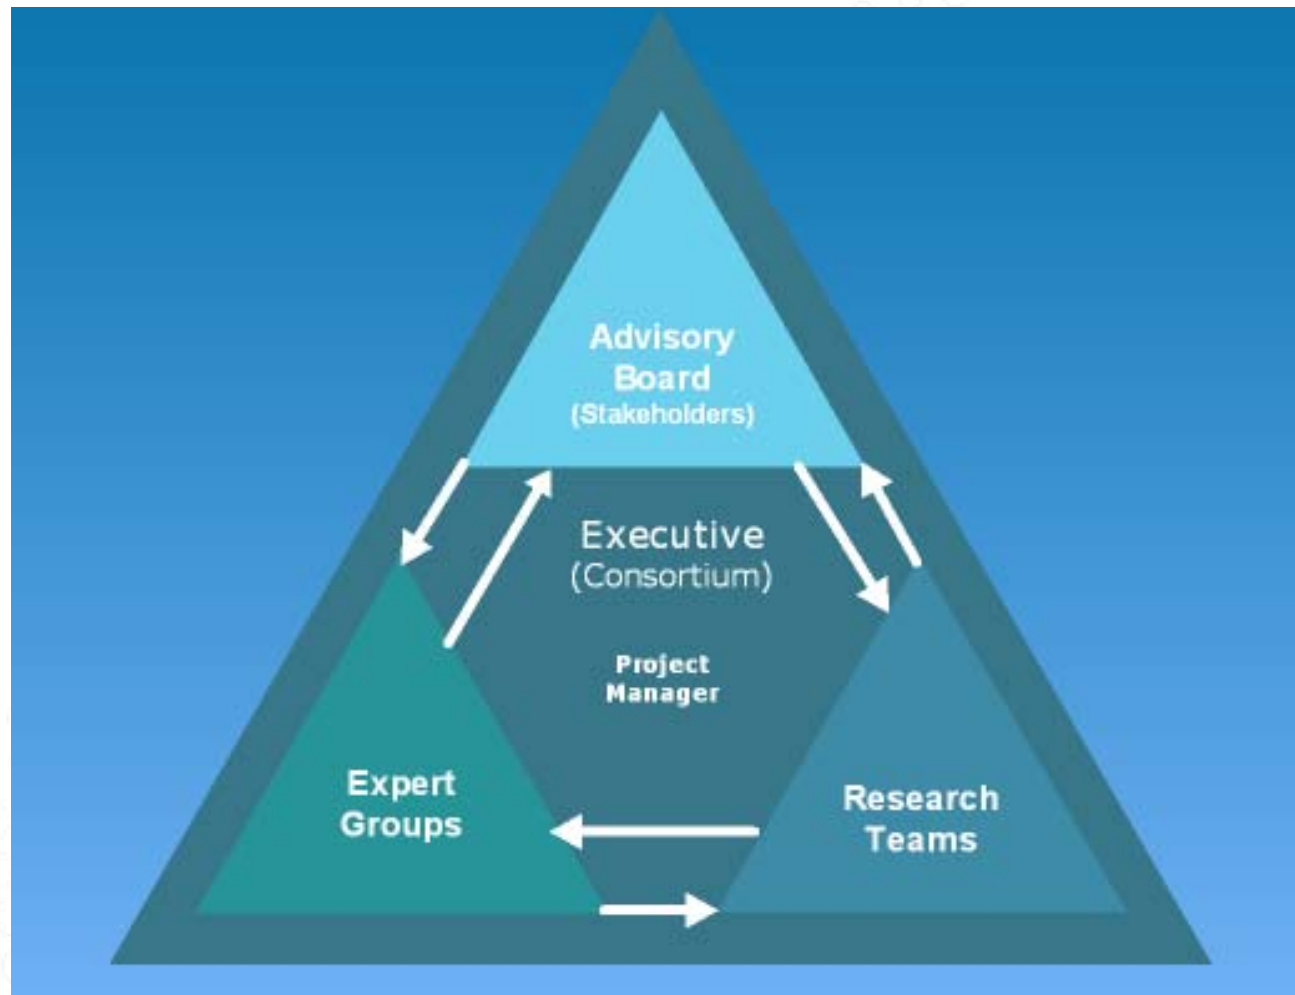 Advisory
Board
(Stakeholders)
Executive
(Consortium)
Project
Manager
Expert
Groups
Research
Teams